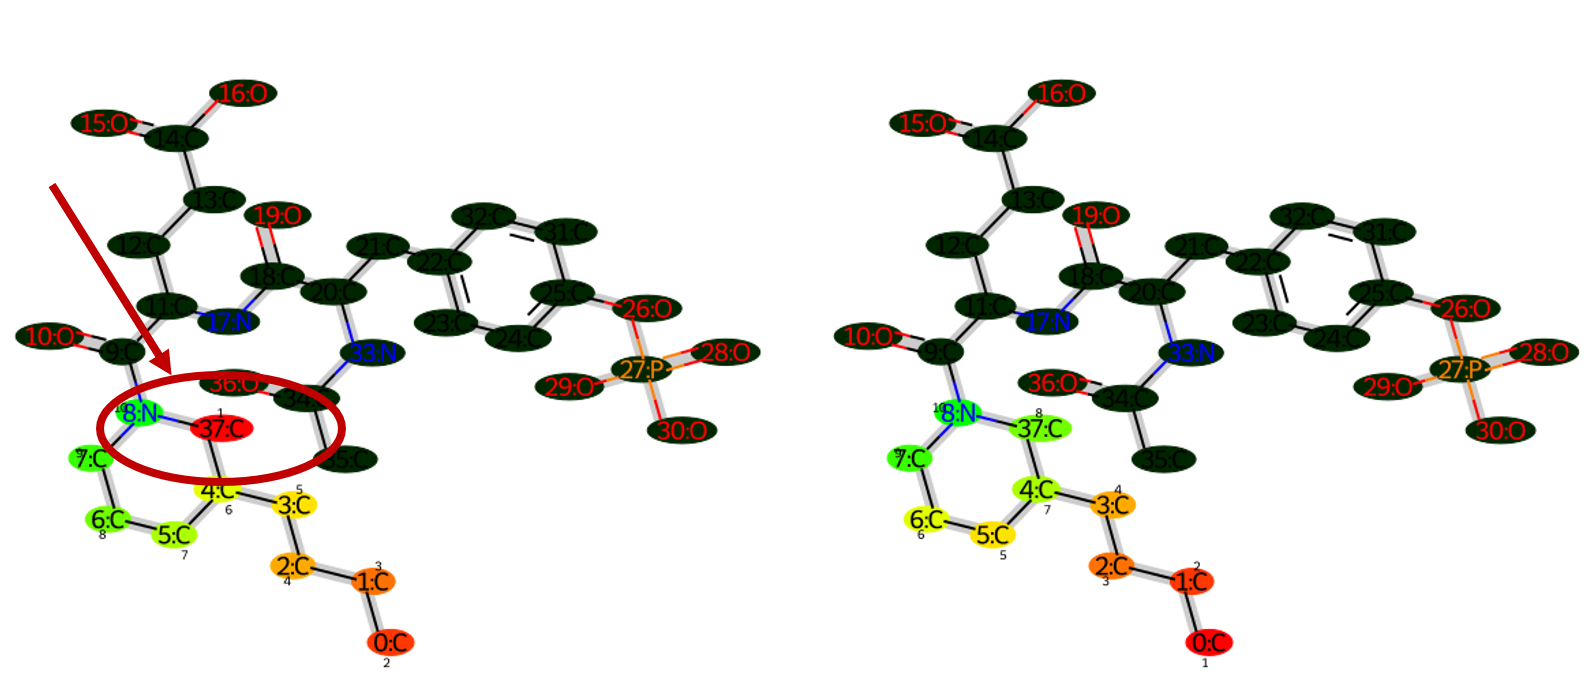 16:O
15:O
14:C
13:C
19:O
32:C
31:C
12:C
21:C
22:C
18:C
20:C
25:C
11:C
17:N
26:O
23:C
24:C
10:O
9:C
33:N
28:O
27:P
36:O
29:O
34:C
10
8:N
1
37:C
30:O
9
7:C
35:C
4:C
5
3:C
6
6:C
8
5:C
7
2:C
4
3
1:C
0:C
2
16:O
15:O
14:C
13:C
19:O
32:C
31:C
12:C
21:C
22:C
18:C
20:C
25:C
11:C
17:N
26:O
23:C
24:C
10:O
9:C
33:N
28:O
27:P
36:O
29:O
34:C
10
8:N
8
37:C
30:O
9
7:C
35:C
4:C
7
4
3:C
6:C
6
5:C
5
2:C
3
2
1:C
0:C
1